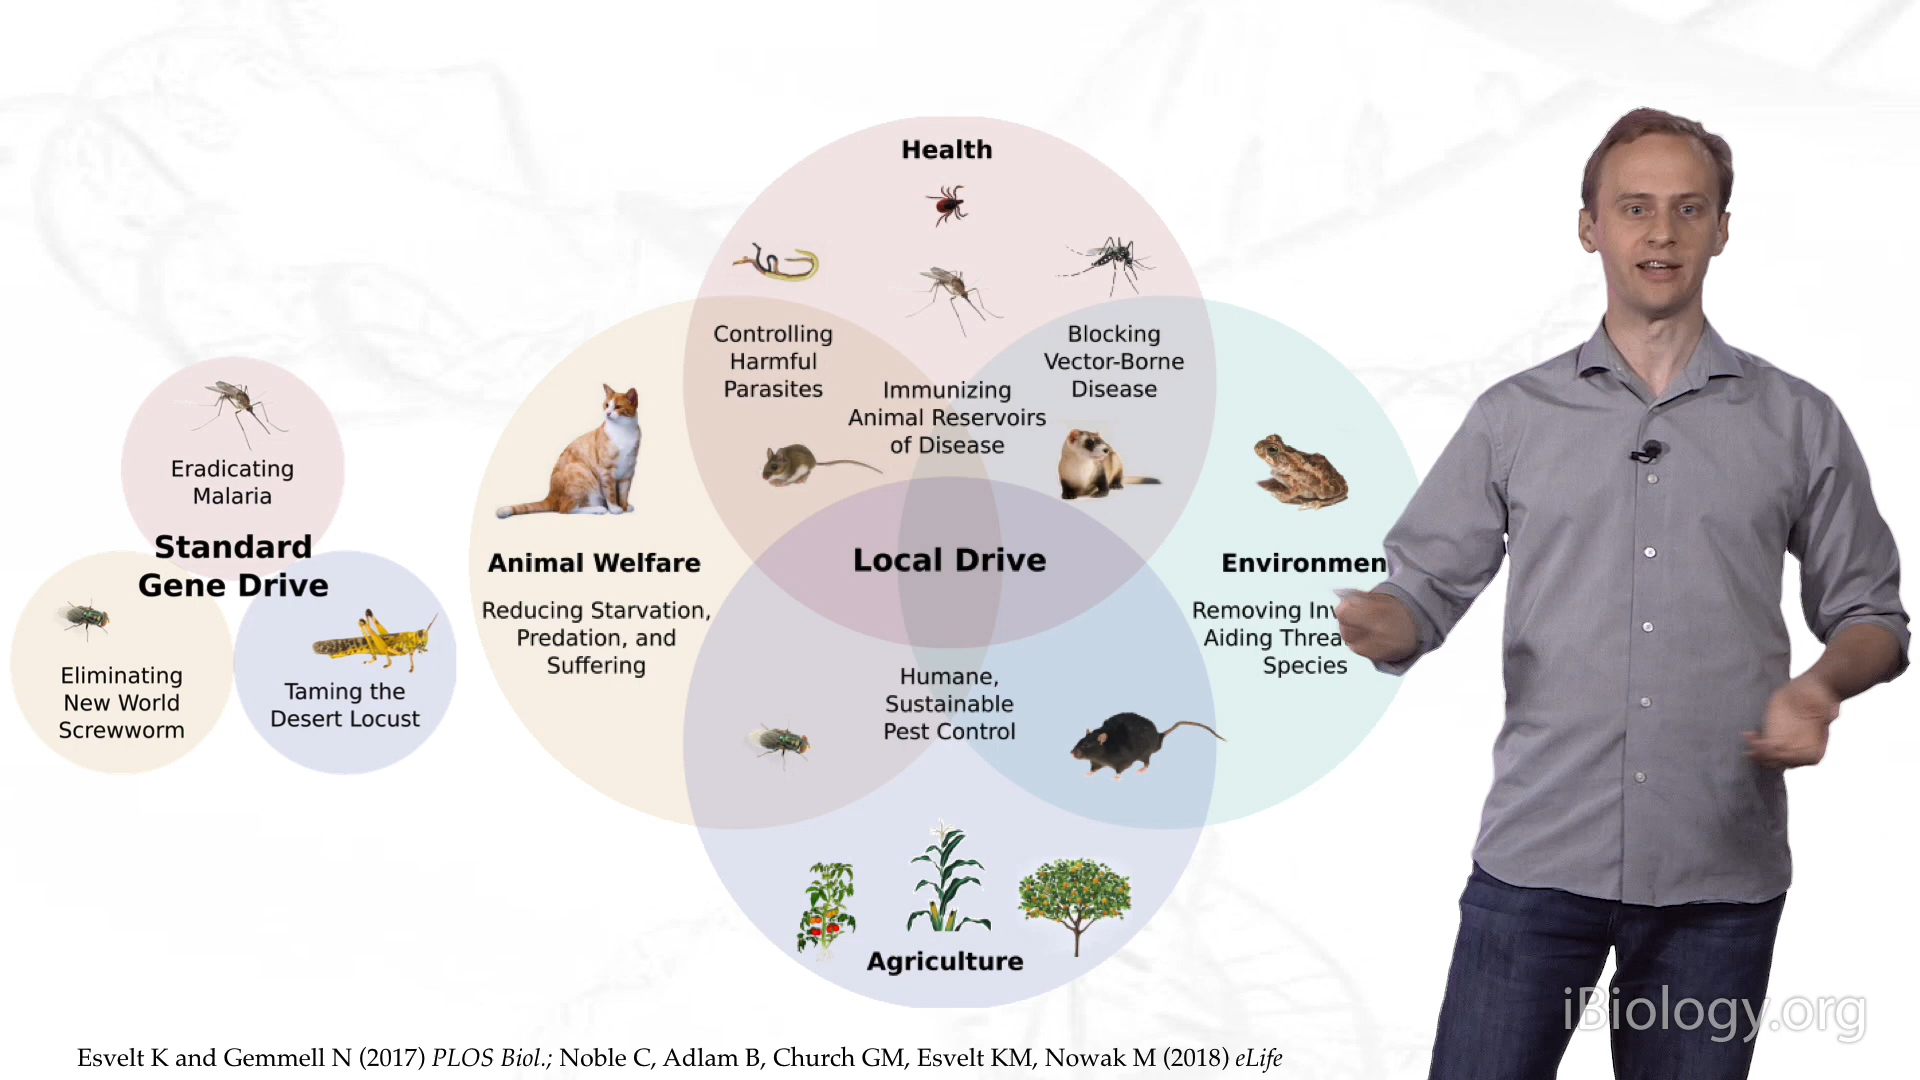 Health
Controlling
Harmful
Parasites
Blocking
Vector-Borne
Disease
Immunizing
Animal Reservoirs
of Disease
Eradicating
Malaria
Standard
Gene Drive
Eliminating
New World
Screwworm
Taming the
Desert Locust
Animal Welfare
Reducing Starvation,
Predation, and
Suffering
Local Drive
Removing
Aiding
Species
Humane,
Sustainable
Pest Control
Agriculture
iBiology.org
Esvelt K and Gemmell N (2017) PLOS Biol.; Noble C, Adlam B, Church GM, Esvelt KM, Nowak M (2018) eLife